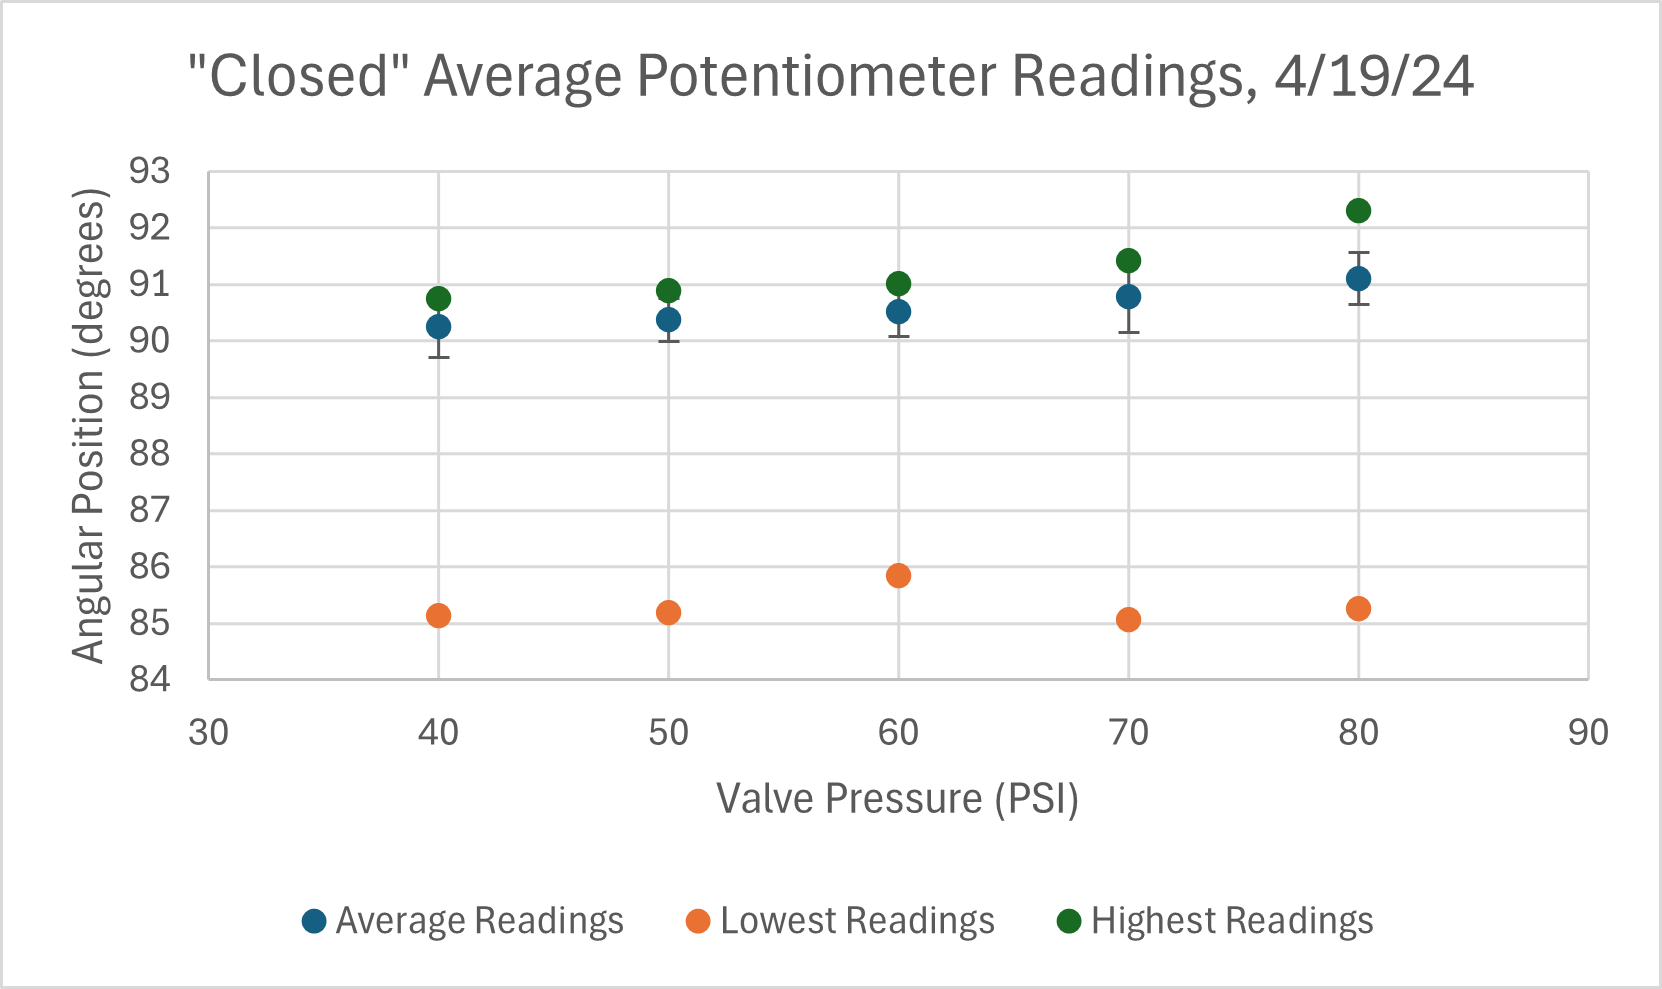 "Closed" Average Potentiometer Readings, 4/19/24
Angular Position (degrees)
93
92
91
90
89
88
87
86
85
84
30 40 50 60 70 80 90
Valve Pressure (PSI)
Average Readings Lowest Readings Highest Readings